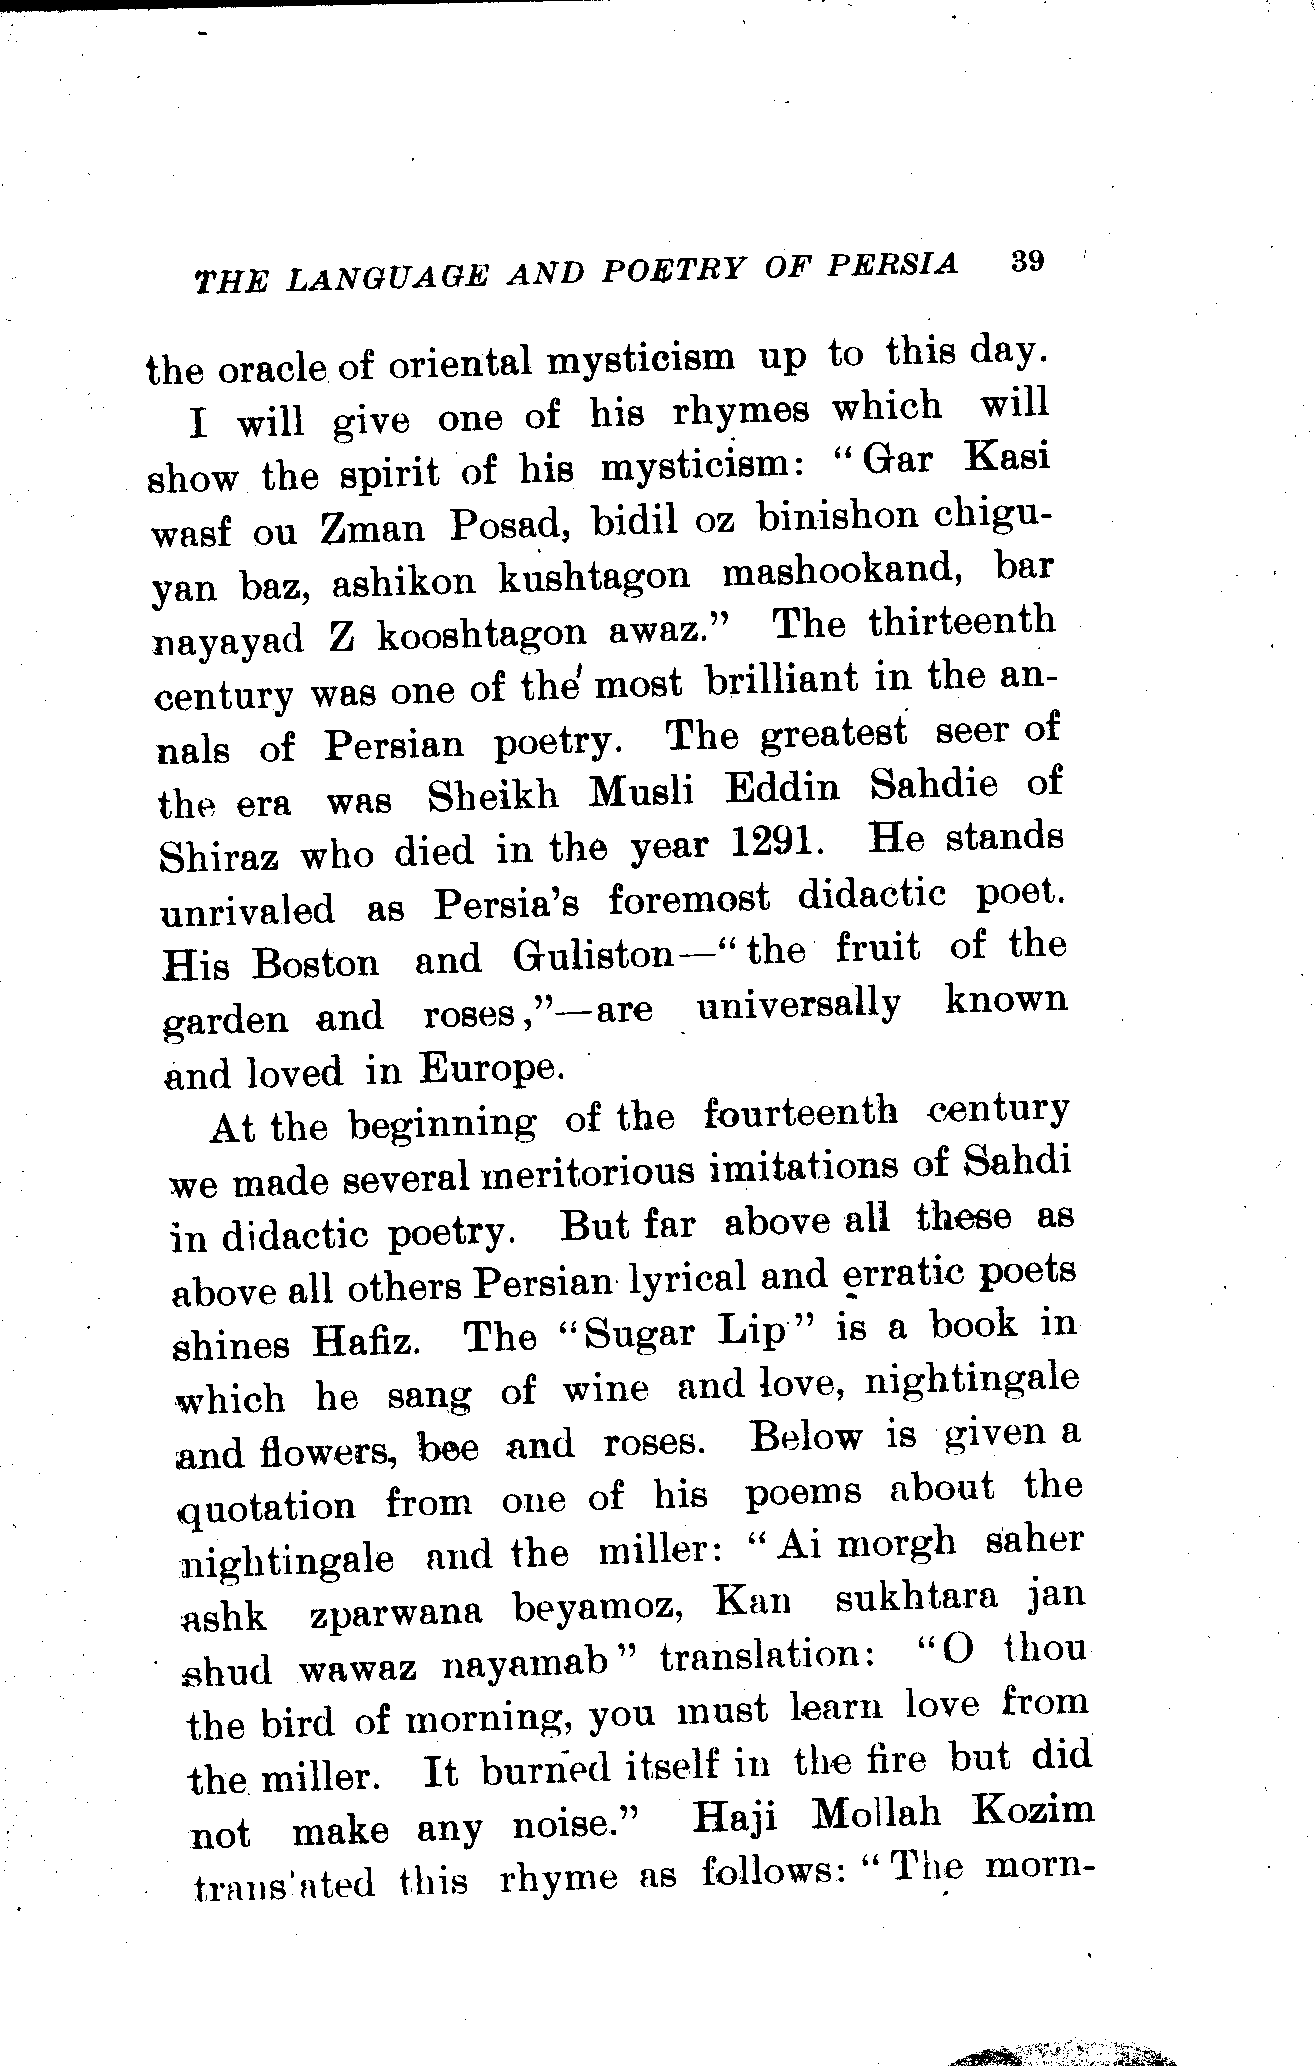 THE LANGUAGE AND POETRY OF PERSIA 39
the oracle of oriental mysticism up to this day.
I will give one of his rhymes which will
show the spirit of his mysticism: "Gar Kasi
wasf ou Zman Posad, bidil oz binishon chigu-
yan baz, ashikon kushtagon mashookand, bar
nayayad Z kooshtagon awaz." The thirteenth
century was one of the most brilliant in the an-
nals of Persian poetry. The greatest seer of
the era was Sheikh Musli Eddin Sahdie of
Shiraz who died in the year 1291. He stands
unrivaled as Persia's foremost didactic poet.
His Boston and Guliston—"the fruit of the
garden and roses,"—are universally known
and loved in Europe.
At the beginning of the fourteenth century
we made several meritorious imitations of Sahdi
in didactic poetry. But far above all these as
above all others Persian lyrical and erratic poets
shines Hafiz. The "Sugar Lip" is a book in
which he sang of wine and love, nightingale
and flowers, bee and roses. Below is given a
quotation from one of his poems about the
nightingale and the miller: "Ai morgh saher
ashk zparwana beyamoz, Kan sukhtara jan
shud wawaz nayamab" translation: "O thou
the bird of morning, you must learn love from
the miller. It burned itself in the fire but did
not make any noise." Haji Mollah Kozim
trans'ated this rhyme as follows: "The morn-